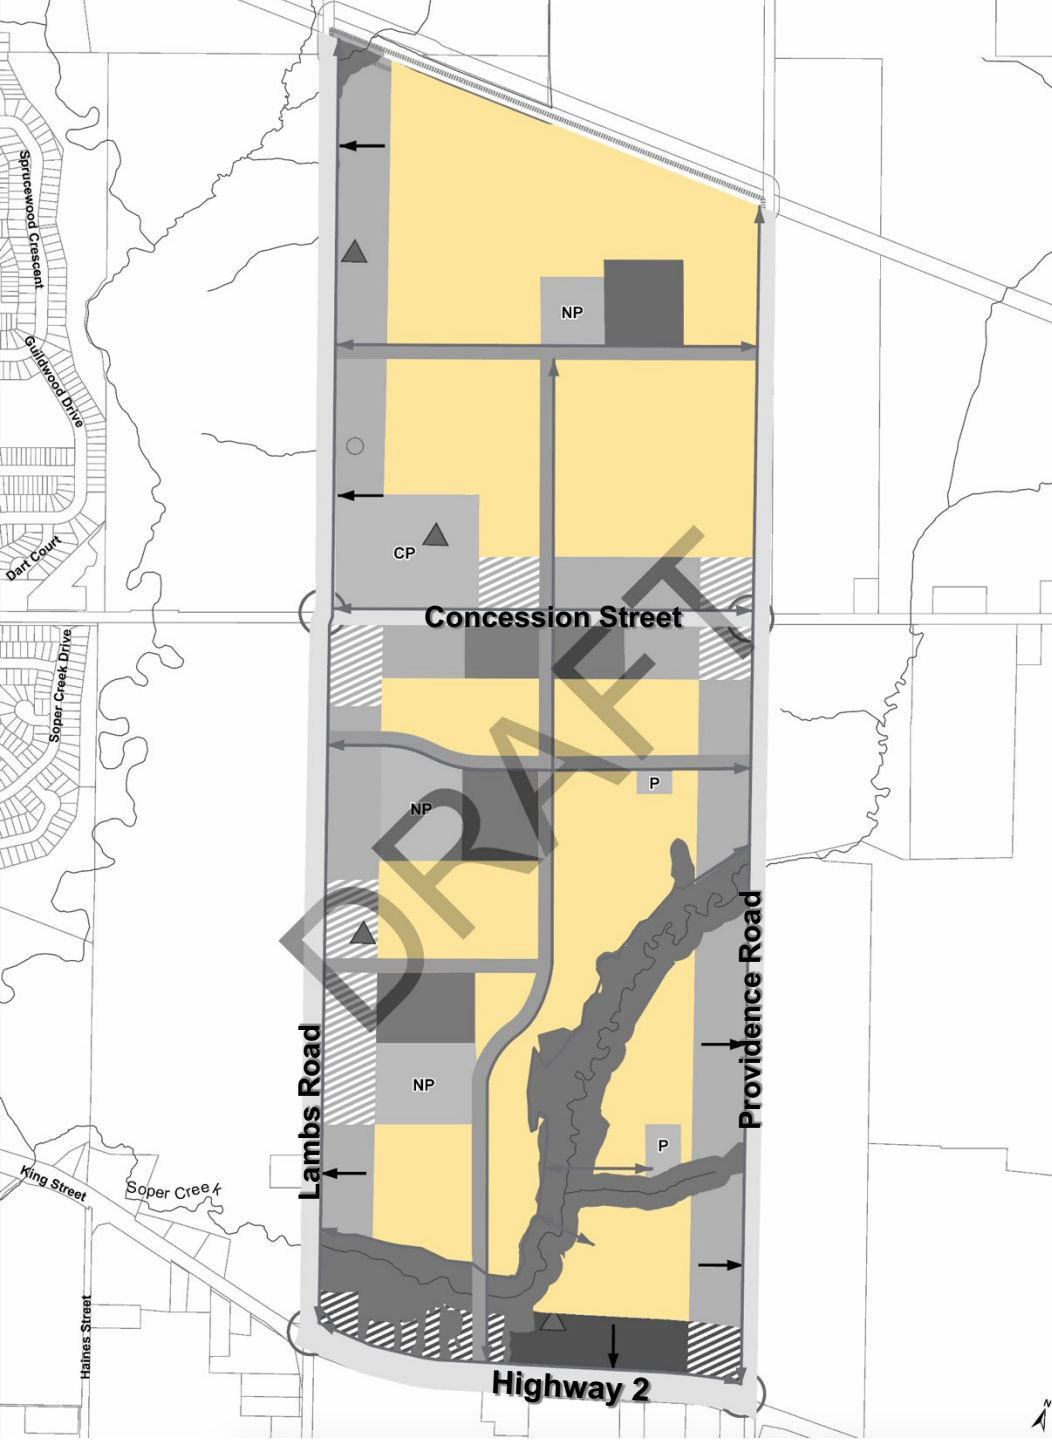 Sprucewood Crescent
Guildwood Drive
NP
Dart Court
CP
Concession Street
Soper Creek Drive
NP
P
DRAFT
Providence Road
Lambs Road
NP
P
King Street
Soper Creek
Haines Street
Highway 2
N